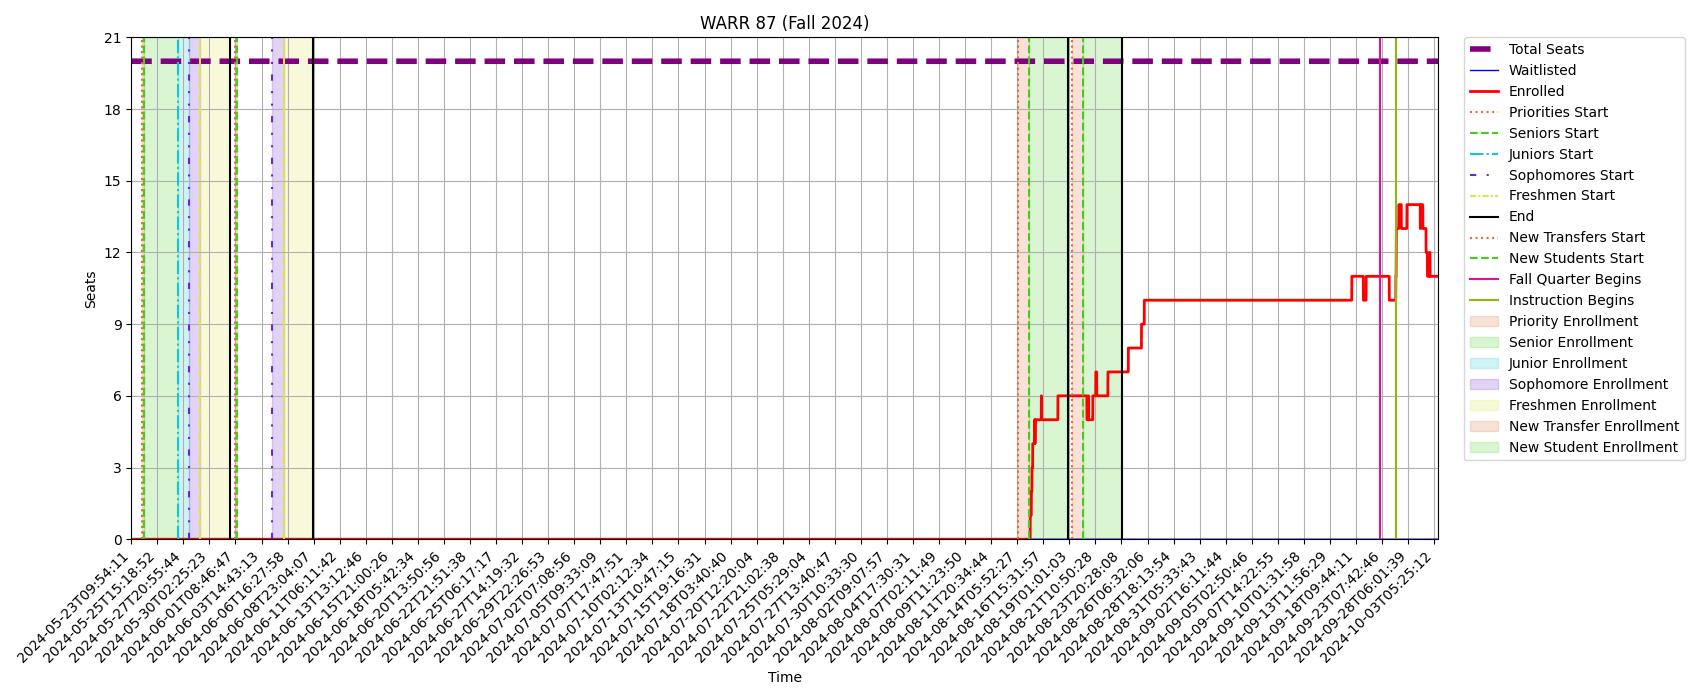 WARR 87 (Fall 2024)
21
18
15
12
9
6
3
0
Seats
2024-05-23T09:54:11
2024-05-25T15:18:52
2024-05-27T20:55:44
2024-05-30T02:25:23
2024-06-01T08:46:47
2024-06-03T14:43:13
2024-06-06T16:27:58
2024-06-08T23:04:07
2024-06-11T06:11:42
2024-06-13T13:12:46
2024-06-15T21:00:26
2024-06-18T05:42:34
2024-06-20T13:50:56
2024-06-22T21:51:38
2024-06-25T06:17:17
2024-06-27T14:19:32
2024-06-29T22:26:53
2024-07-02T07:08:56
2024-07-05T09:33:09
2024-07-07T17:47:51
2024-07-10T02:12:34
2024-07-13T10:47:15
2024-07-15T19:16:31
2024-07-18T03:40:40
2024-07-20T12:20:04
2024-07-22T21:02:38
2024-07-25T05:29:04
2024-07-27T13:40:47
2024-07-30T10:33:30
2024-08-02T09:07:57
2024-08-04T17:30:31
2024-08-07T02:11:49
2024-08-09T11:23:50
2024-08-11T20:34:44
2024-08-14T05:52:27
2024-08-16T15:31:57
2024-08-19T01:01:03
2024-08-21T10:50:28
2024-08-23T20:28:08
2024-08-26T06:32:06
2024-08-28T18:13:54
2024-08-31T05:33:43
2024-09-02T16:11:44
2024-09-05T02:50:46
2024-09-07T14:22:55
2024-09-10T01:31:58
2024-09-13T11:56:29
2024-09-18T09:44:11
2024-09-23T07:42:46
2024-09-28T06:01:39
2024-10-03T05:25:12
Time
Total Seats
Waitlisted
Enrolled
Priorities Start
Seniors Start
Juniors Start
Sophomores Start
Freshmen Start
End
New Transfers Start
New Students Start
Fall Quarter Begins
Instruction Begins
Priority Enrollment
Senior Enrollment
Junior Enrollment
Sophomore Enrollment
Freshmen Enrollment
New Transfer Enrollment
New Student Enrollment